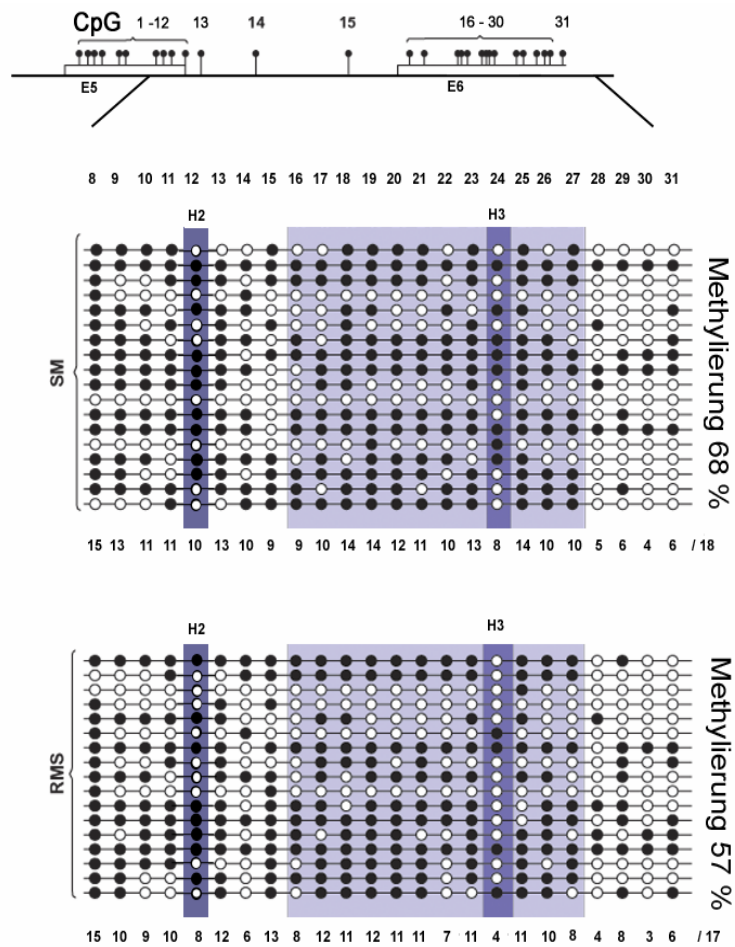 CpG 1 -12 13 14 15 16 - 30 31
E5 E6
8 9 10 11 12 13 14 15 16 17 18 19 20 21 22 23 24 25 26 27 28 29 30 31
H2 H3
SM
Methylierung 68 %
15 13 11 11 10 13 10 9 9 10 14 14 12 11 10 13 8 14 10 10 5 6 4 6 / 18
H2 H3
RMS
Methylierung 57 %
15 10 9 10 8 12 6 13 8 12 11 12 11 11 7 11 4 11 10 8 4 8 3 6 / 17